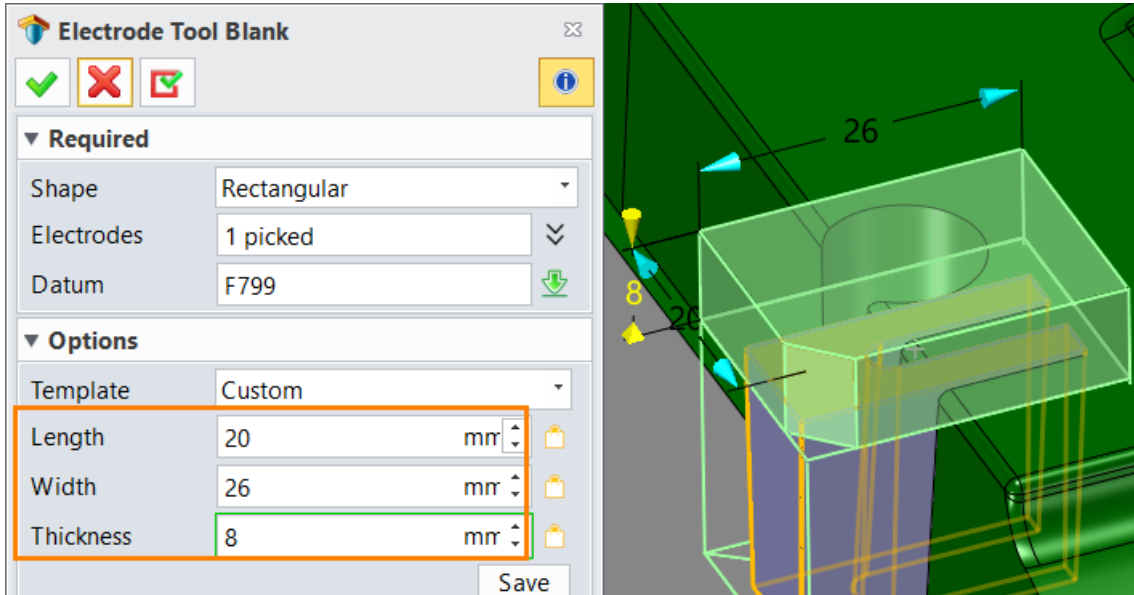 Electrode Tool Blank
Required
Shape Rectangular
Electrodes 1 picked
Datum F799
Options
Template Custom
Length 20 mm
Width 26 mm
Thickness 8 mm
Save
26
8
20